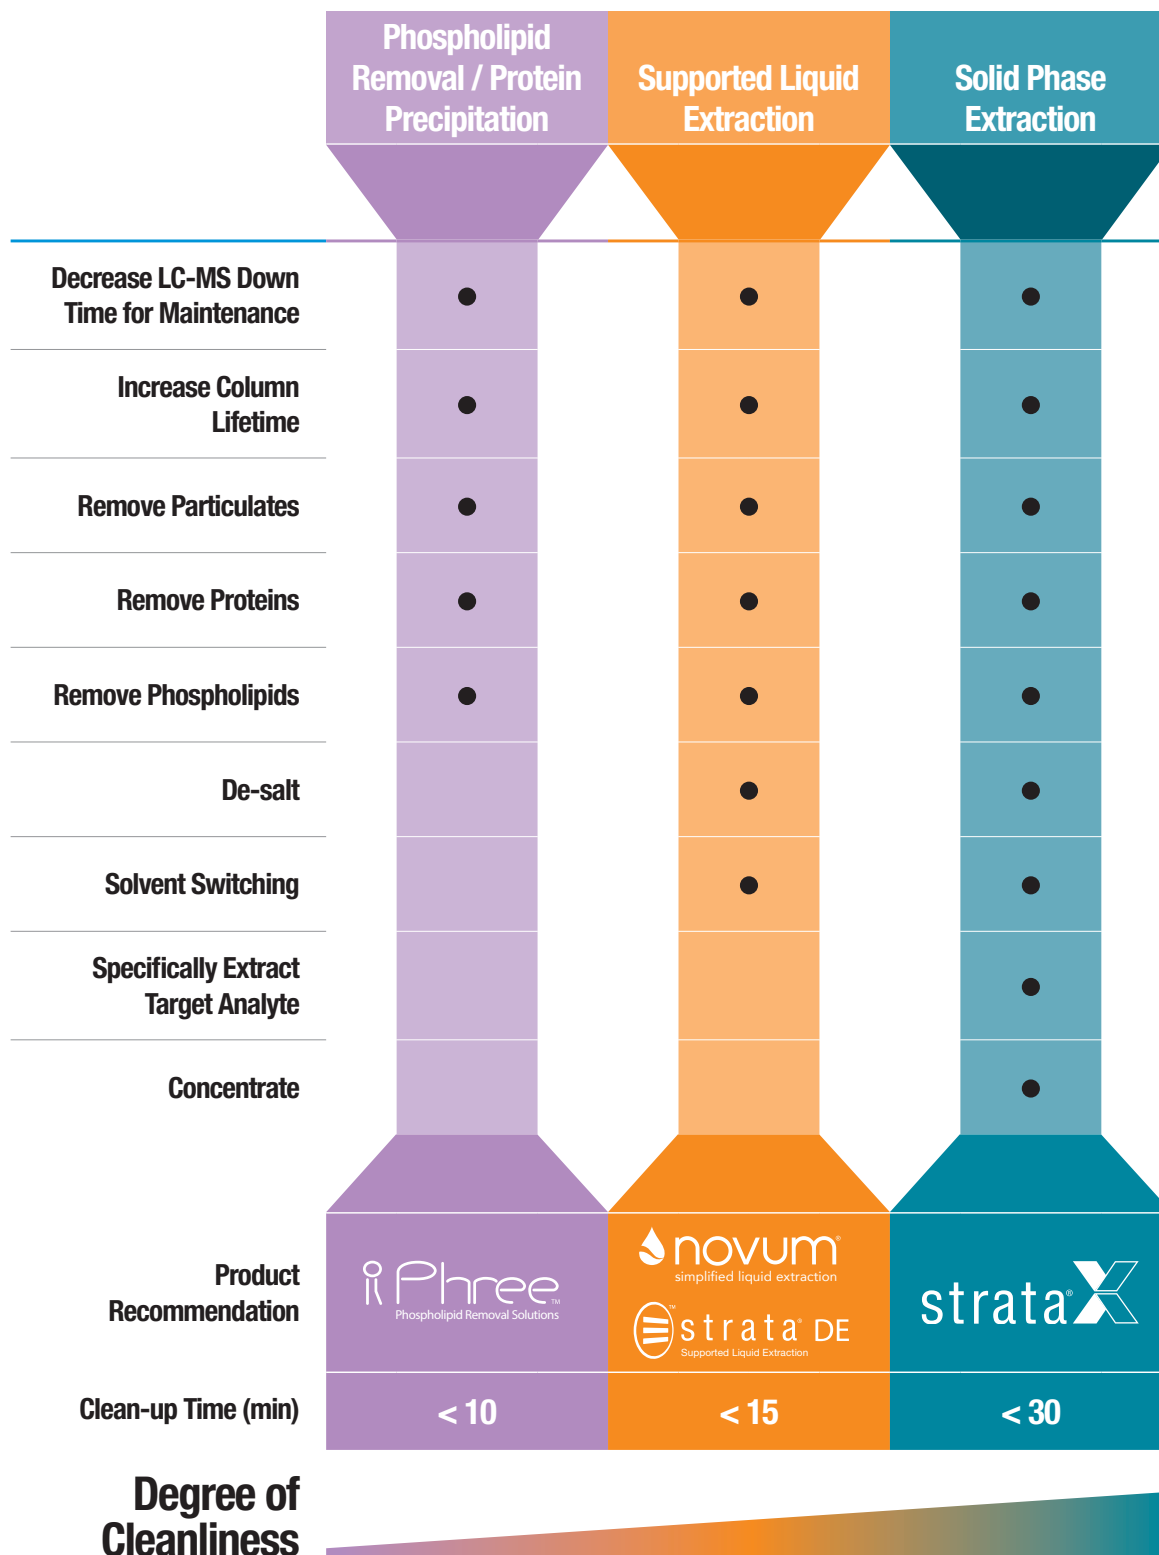 Phospholipid
Removal / Protein
Precipitation
Supported Liquid
Extraction
Solid Phase
Extraction
Decrease LC-MS Down
Time for Maintenance
Increase Column
Lifetime
Remove Particulates
Remove Proteins
Remove Phospholipids
De-salt
Solvent Switching
Specifically Extract
Target Analyte
Concentrate
Product
Recommendation
Phree™
Phospholipid Removal Solutions
novum®
simplified liquid extraction
™
strata® DE
Supported Liquid Extraction
strata® X
Clean-up Time (min)
< 10
< 15
< 30
Degree of
Cleanliness